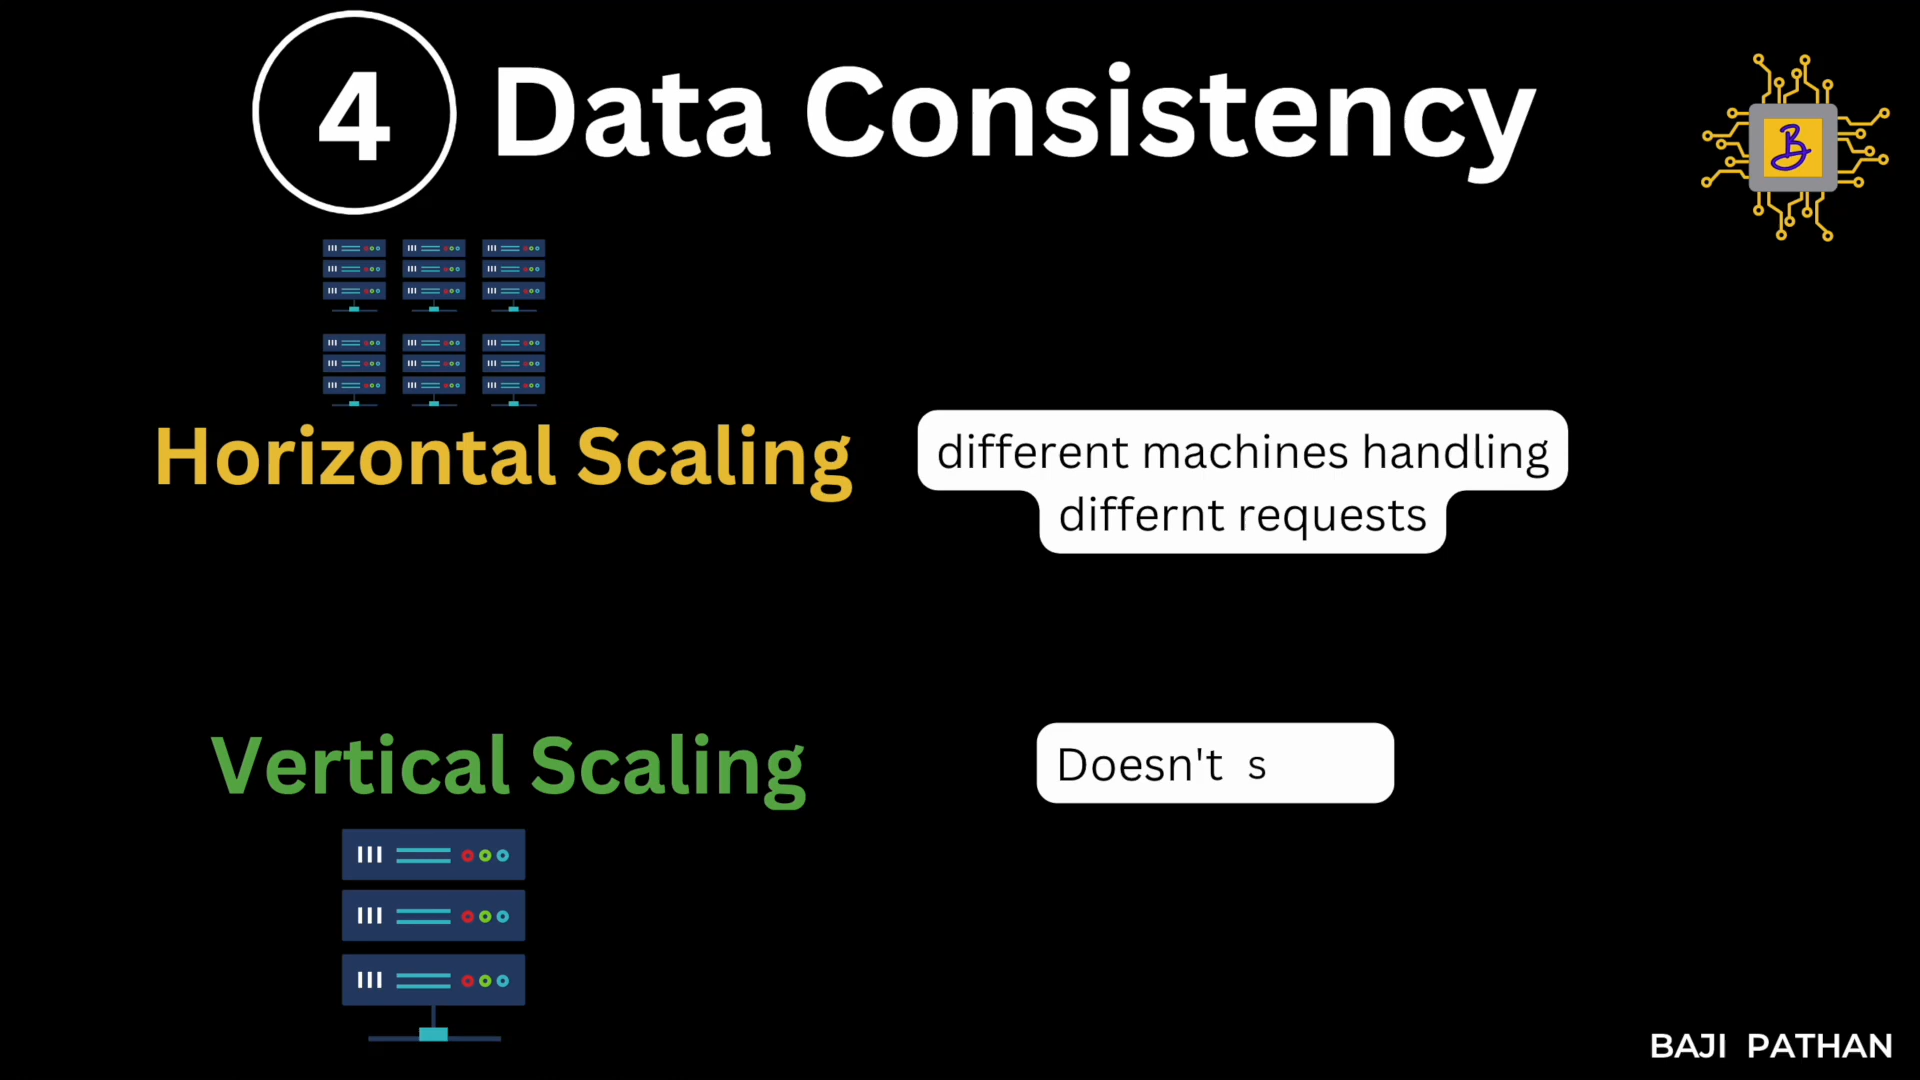 4 Data Consistency
B
Horizontal Scaling
different machines handling
differnt requests
Vertical Scaling
Doesn't s
BAJI PATHAN